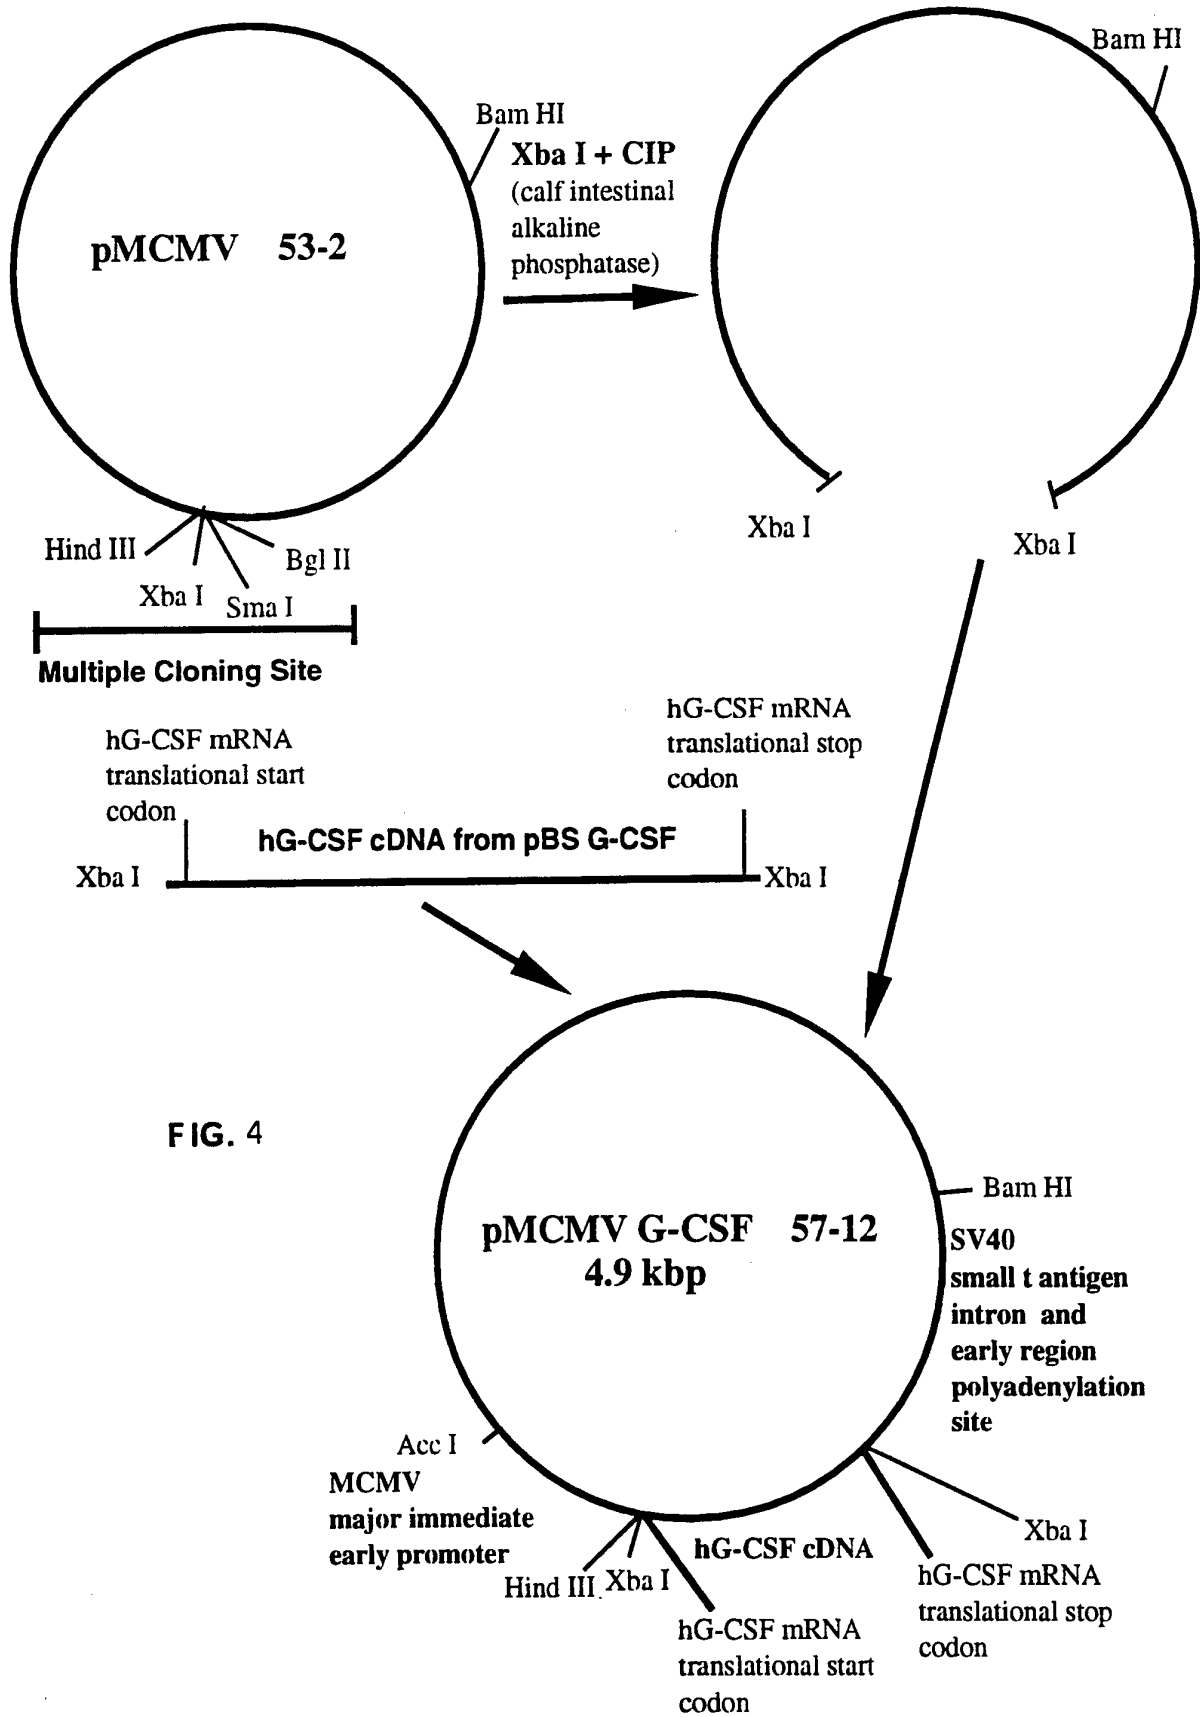 Bam HI
pMCMV 53-2
Xba I + CIP
(calf intestinal
alkaline
phosphatase)
Bam HI
Hind III
Xba I
Sma I
Bgl II
Multiple Cloning Site
Xba I
Xba I
hG-CSF mRNA
translational start
codon
hG-CSF mRNA
translational stop
codon
hG-CSF cDNA from pBS G-CSF
Xba I
Xba I
FIG. 4
pMCMV G-CSF 57-12
4.9 kbp
Bam HI
SV40
small t antigen
intron and
early region
polyadenylation
site
Acc I
MCMV
major immediate
early promoter
Hind III
Xba I
hG-CSF cDNA
Xba I
hG-CSF mRNA
translational start
codon
hG-CSF mRNA
translational stop
codon